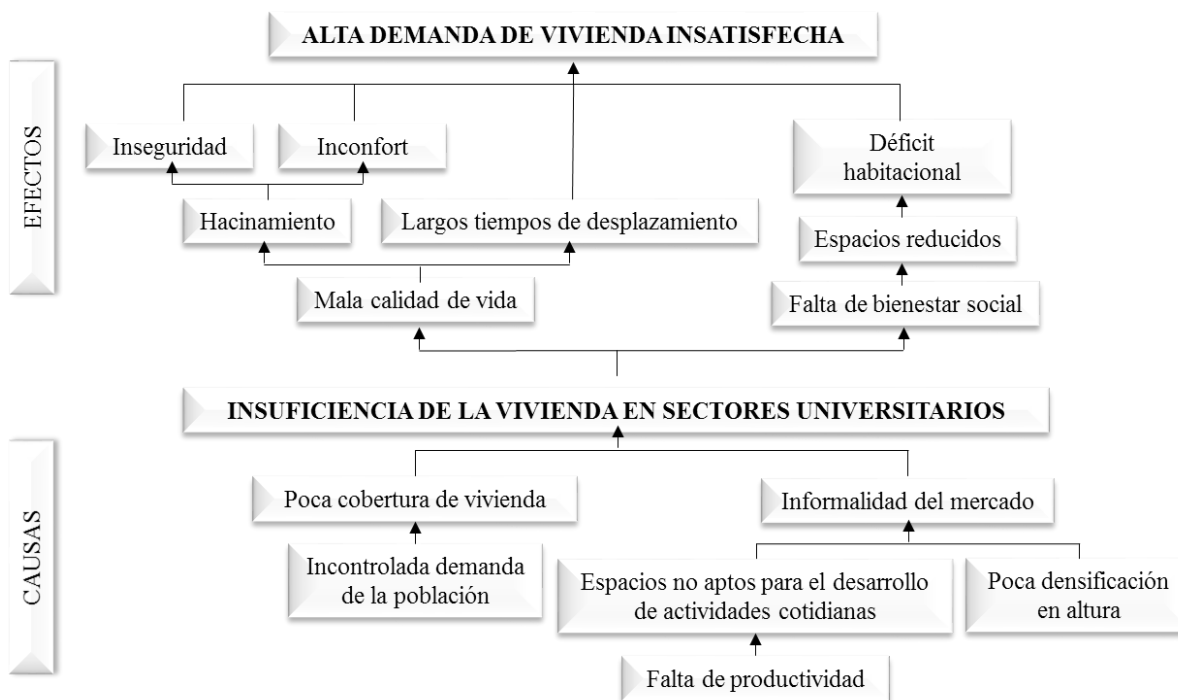 ALTA DEMANDA DE VIVIENDA INSATISFECHA
EFECTOS
Inseguridad
Inconfort
Déficit
habitacional
Hacinamiento
Largos tiempos de desplazamiento
Espacios reducidos
Mala calidad de vida
Falta de bienestar social
INSUFICIENCIA DE LA VIVIENDA EN SECTORES UNIVERSITARIOS
CAUSAS
Poca cobertura de vivienda
Informalidad del mercado
Incontrolada demanda
de la población
Espacios no aptos para el desarrollo
de actividades cotidianas
Poca densificación
en altura
Falta de productividad